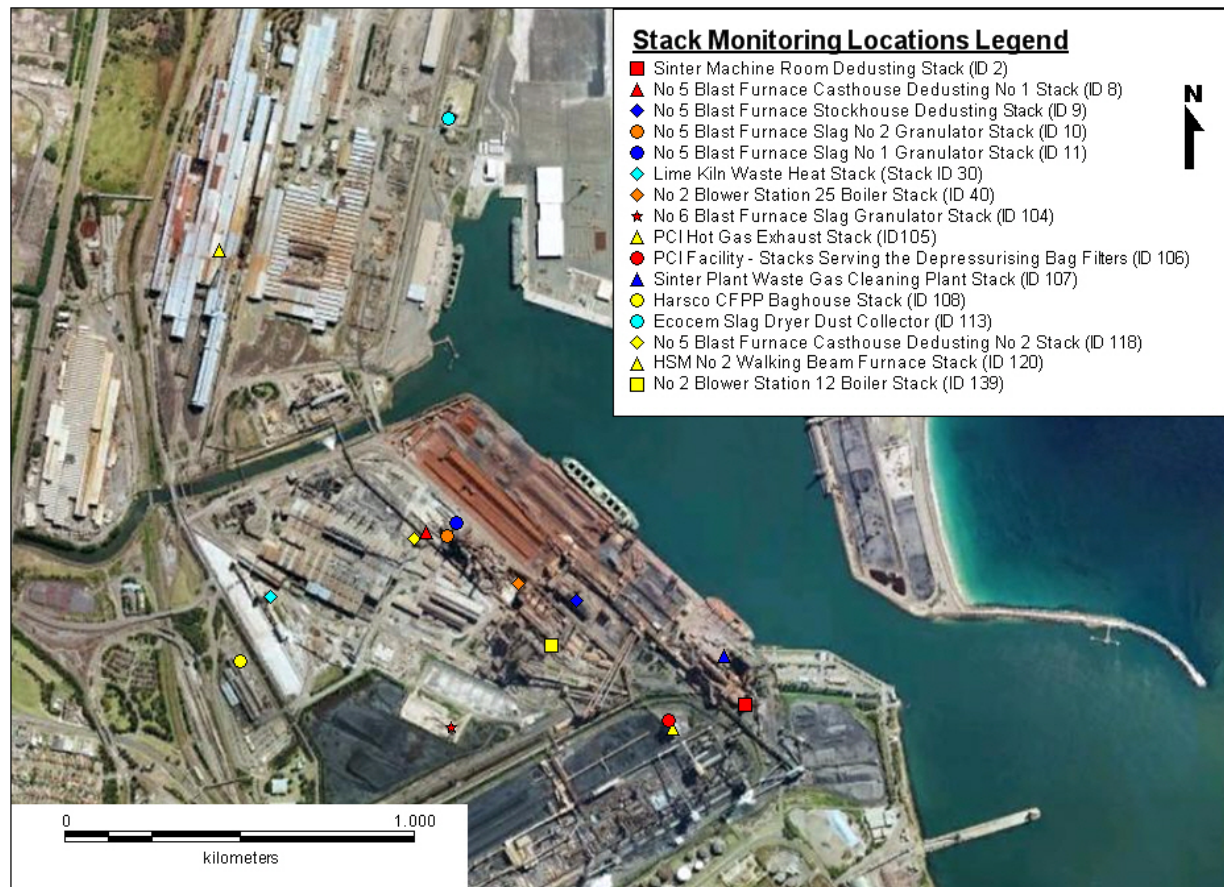 Stack Monitoring Locations Legend
Sinter Machine Room Dedusting Stack (ID 2)
No 5 Blast Furnace Casthouse Dedusting No 1 Stack (ID 8)
No 5 Blast Furnace Stockhouse Dedusting Stack (ID 9)
No 5 Blast Furnace Slag No 2 Granulator Stack (ID 10)
No 5 Blast Furnace Slag No 1 Granulator Stack (ID 11)
Lime Kiln Waste Heat Stack (Stack ID 30)
No 2 Blower Station 25 Boiler Stack (ID 40)
No 6 Blast Furnace Slag Granulator Stack (ID 104)
PCI Hot Gas Exhaust Stack (ID105)
PCI Facility - Stacks Serving the Depressurising Bag Filters (ID 106)
Sinter Plant Waste Gas Cleaning Plant Stack (ID 107)
Harsco CFPP Baghouse Stack (ID 108)
Ecocem Slag Dryer Dust Collector (ID 113)
No 5 Blast Furnace Casthouse Dedusting No 2 Stack (ID 118)
HSM No 2 Walking Beam Furnace Stack (ID 120)
No 2 Blower Station 12 Boiler Stack (ID 139)
N
0 1.000
kilometers